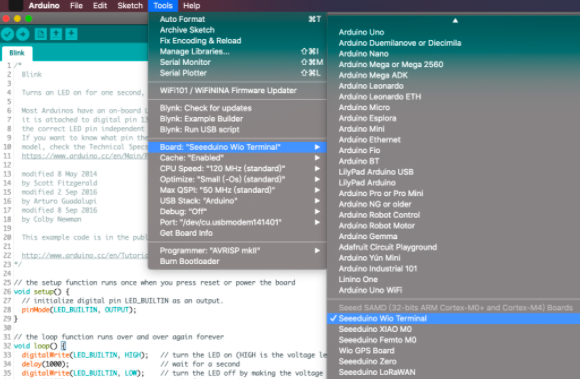 Arduino File Edit Sketch Tools Help
Blink
1 /*
2 Blink
3
4 Turns an LED on for one second,
5
6 Most Arduinos have an on-board
7 it is attached to digital pin 13
8 the correct LED pin independent
9 If you want to know what pin the
10 model, check the Technical Specs
11 https://www.arduino.cc/en/Main/
12
13 modified 8 May 2014
14 by Scott Fitzgerald
15 modified 2 Sep 2016
16 by Arturo Guadalupi
17 modified 8 Sep 2016
18 by Colby Newman
19
20 This example code is in the publ
21
22 http://www.arduino.cc/en/Tutoria
23 */
24
25 // the setup function runs once when you press reset or power the board
26 void setup() {
27 // initialize digital pin LED_BUILTIN as an output.
28 pinMode(LED_BUILTIN, OUTPUT);
29 }
30
31 // the loop function runs over and over again forever
32 void loop() {
33 digitalWrite(LED_BUILTIN, HIGH); // turn the LED on (HIGH is the voltage le
34 delay(1000); // wait for a second
35 digitalWrite(LED_BUILTIN, LOW); // turn the LED off by making the voltage
Auto Format ⌘T
Archive Sketch
Fix Encoding & Reload
Manage Libraries... ⇧⌘I
Serial Monitor ⇧⌘M
Serial Plotter ⇧⌘L
WiFi101 / WiFiNINA Firmware Updater
Blynk: Check for updates
Blynk: Example Builder
Blynk: Run USB script
Board: "Seeeduino Wio Terminal"
Cache: "Enabled"
CPU Speed: "120 MHz (standard)"
Optimize: "Small (-Os) (standard)"
Max QSPI: "50 MHz (standard)"
USB Stack: "Arduino"
Debug: "Off"
Port: "/dev/cu.usbmodem141401"
Get Board Info
Programmer: "AVRISP mkII"
Burn Bootloader
Arduino Uno
Arduino Duemilanove or Diecimila
Arduino Nano
Arduino Mega or Mega 2560
Arduino Mega ADK
Arduino Leonardo
Arduino Leonardo ETH
Arduino Micro
Arduino Esplora
Arduino Mini
Arduino Ethernet
Arduino Fio
Arduino BT
LilyPad Arduino USB
LilyPad Arduino
Arduino Pro or Pro Mini
Arduino NG or older
Arduino Robot Control
Arduino Robot Motor
Arduino Gemma
Adafruit Circuit Playground
Arduino Yún Mini
Arduino Industrial 101
Linino One
Arduino Uno WiFi
Seeed SAMD (32-bits ARM Cortex-M0+ and Cortex-M4) Boards
✓ Seeeduino Wio Terminal
Seeeduino XIAO M0
Seeeduino Femto M0
Wio GPS Board
Seeeduino Zero
Seeeduino LoRaWAN